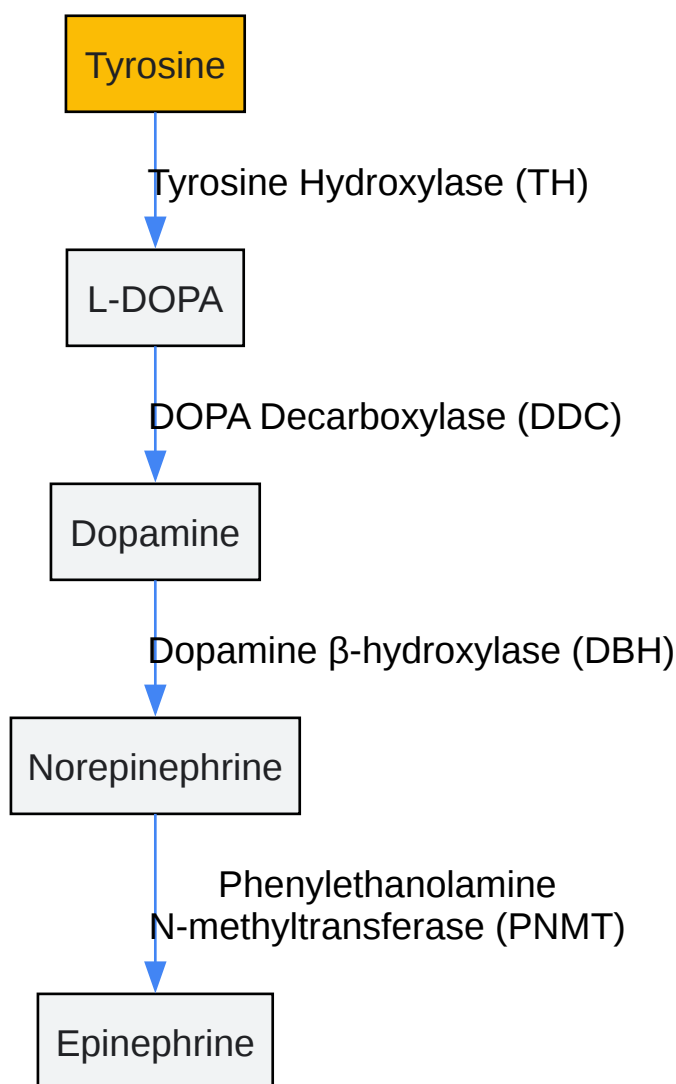 Tyrosine
Tyrosine Hydroxylase (TH)
L-DOPA
DOPA Decarboxylase (DDC)
Dopamine
Dopamine β-hydroxylase (DBH)
Norepinephrine
Phenylethanolamine
N-methyltransferase (PNMT)
Epinephrine